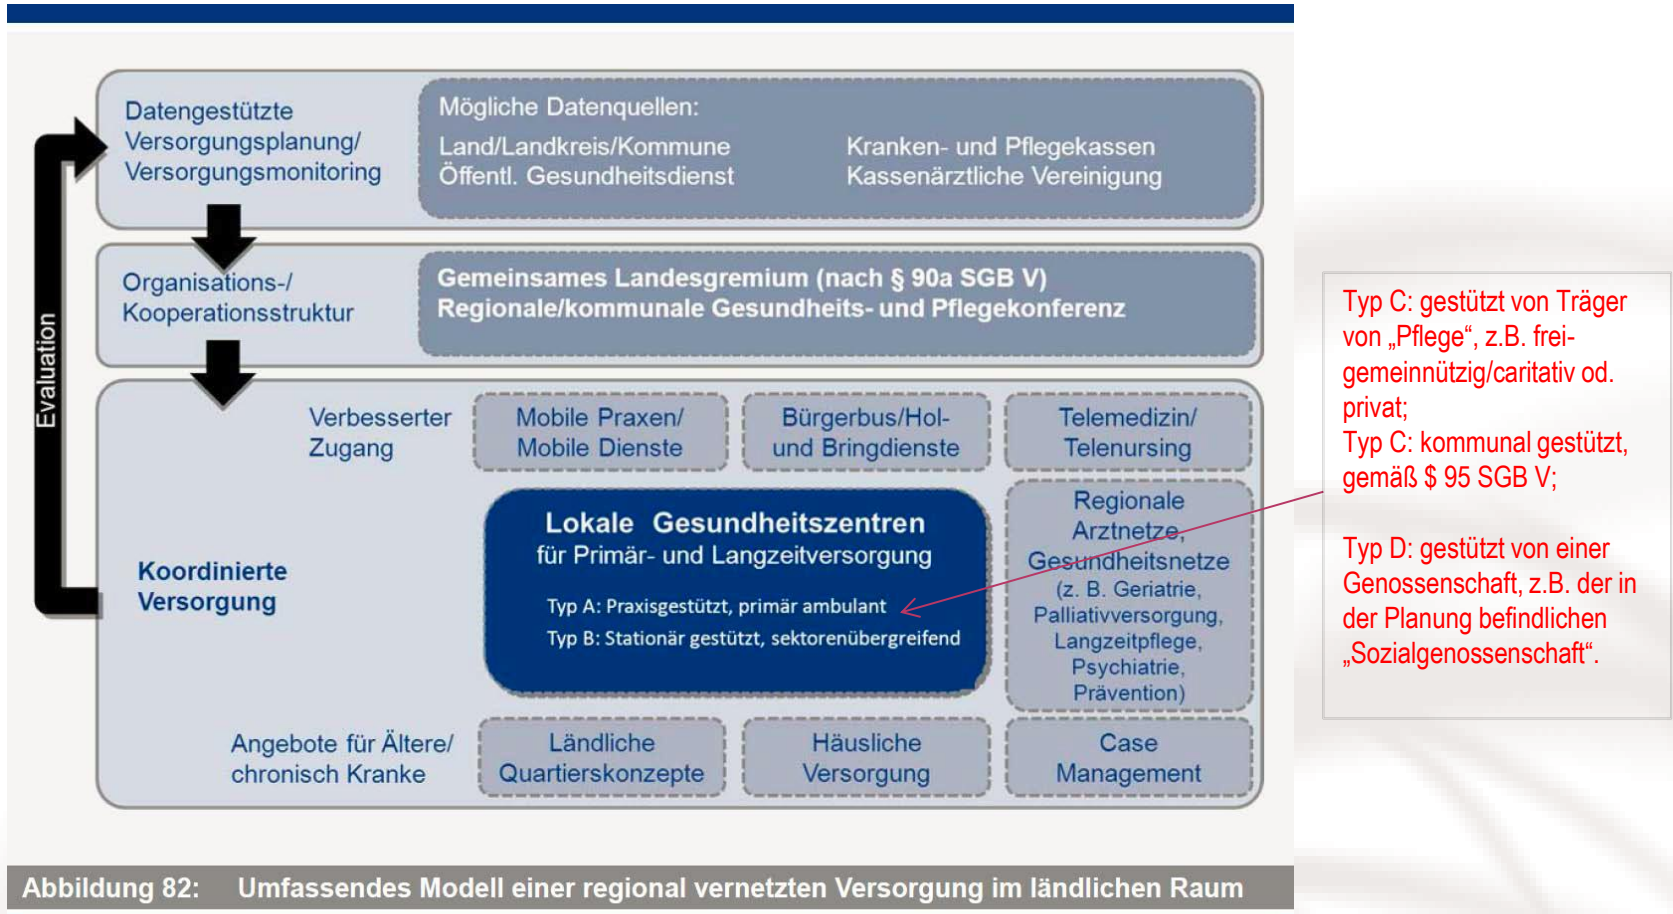 Datengestützte
Versorgungsplanung/
Versorgungsmonitoring
Mögliche Datenquellen:
Land/Landkreis/Kommune
Öffentl. Gesundheitsdienst
Kranken- und Pflegekassen
Kassenärztliche Vereinigung
Organisations-/
Kooperationsstruktur
Gemeinsames Landesgremium (nach § 90a SGB V)
Regionale/kommunale Gesundheits- und Pflegekonferenz
Evaluation
Verbesserter
Zugang
Mobile Praxen/
Mobile Dienste
Bürgerbus/Hol-
und Bringdienste
Telemedizin/
Telenursing
Koordinierte
Versorgung
Lokale Gesundheitszentren
für Primär- und Langzeitversorgung
Typ A: Praxisgestützt, primär ambulant
Typ B: Stationär gestützt, sektorenübergreifend
Regionale
Arztnetze,
Gesundheitsnetze
(z. B. Geriatrie,
Palliativversorgung,
Langzeitpflege,
Psychiatrie,
Prävention)
Angebote für Ältere/
chronisch Kranke
Ländliche
Quartierskonzepte
Häusliche
Versorgung
Case
Management
Typ C: gestützt von Träger
von „Pflege“, z.B. frei-
gemeinnützig/caritativ od.
privat;
Typ C: kommunal gestützt,
gemäß $ 95 SGB V;
Typ D: gestützt von einer
Genossenschaft, z.B. der in
der Planung befindlichen
„Sozialgenossenschaft“.
Abbildung 82: Umfassendes Modell einer regional vernetzten Versorgung im ländlichen Raum